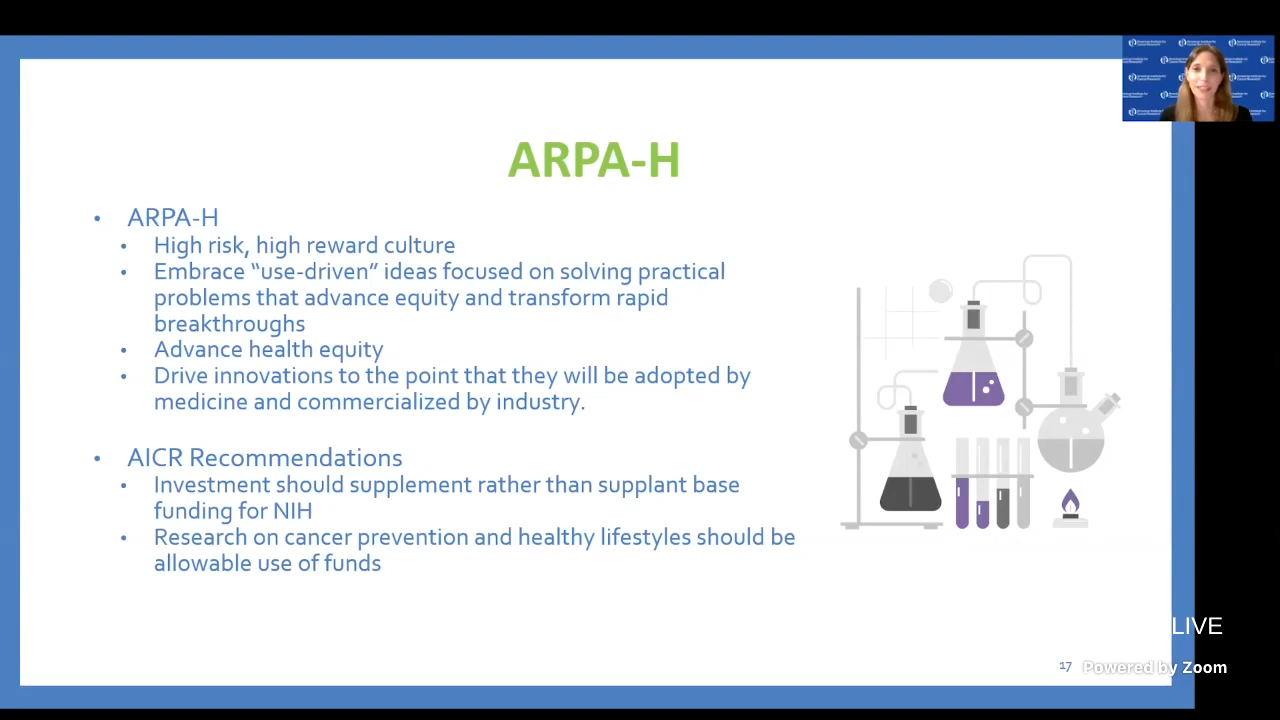 ARPA-H
• ARPA-H
• High risk, high reward culture
• Embrace “use-driven” ideas focused on solving practical
problems that advance equity and transform rapid
breakthroughs
• Advance health equity
• Drive innovations to the point that they will be adopted by
medicine and commercialized by industry.
• AICR Recommendations
• Investment should supplement rather than supplant base
funding for NIH
• Research on cancer prevention and healthy lifestyles should be
allowable use of funds
LIVE
17
Powered by Zoom